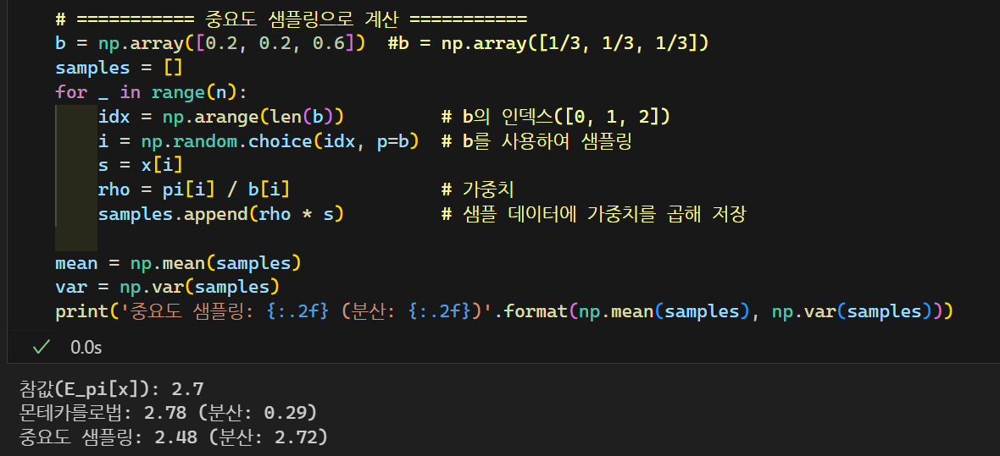 # =========== 중요도 샘플링으로 계산 ===========
b = np.array([0.2, 0.2, 0.6])  #b = np.array([1/3, 1/3, 1/3])
samples = []
for _ in range(n):
    idx = np.arange(len(b))         # b의 인덱스([0, 1, 2])
    i = np.random.choice(idx, p=b)  # b를 사용하여 샘플링
    s = x[i]
    rho = pi[i] / b[i]              # 가중치
    samples.append(rho * s)         # 샘플 데이터에 가중치를 곱해 저장
mean = np.mean(samples)
var = np.var(samples)
print('중요도 샘플링: {:.2f} (분산: {:.2f})'.format(np.mean(samples), np.var(samples)))
✓ 0.0s
참값(E_pi[x]): 2.7
몬테카를로법: 2.78 (분산: 0.29)
중요도 샘플링: 2.48 (분산: 2.72)